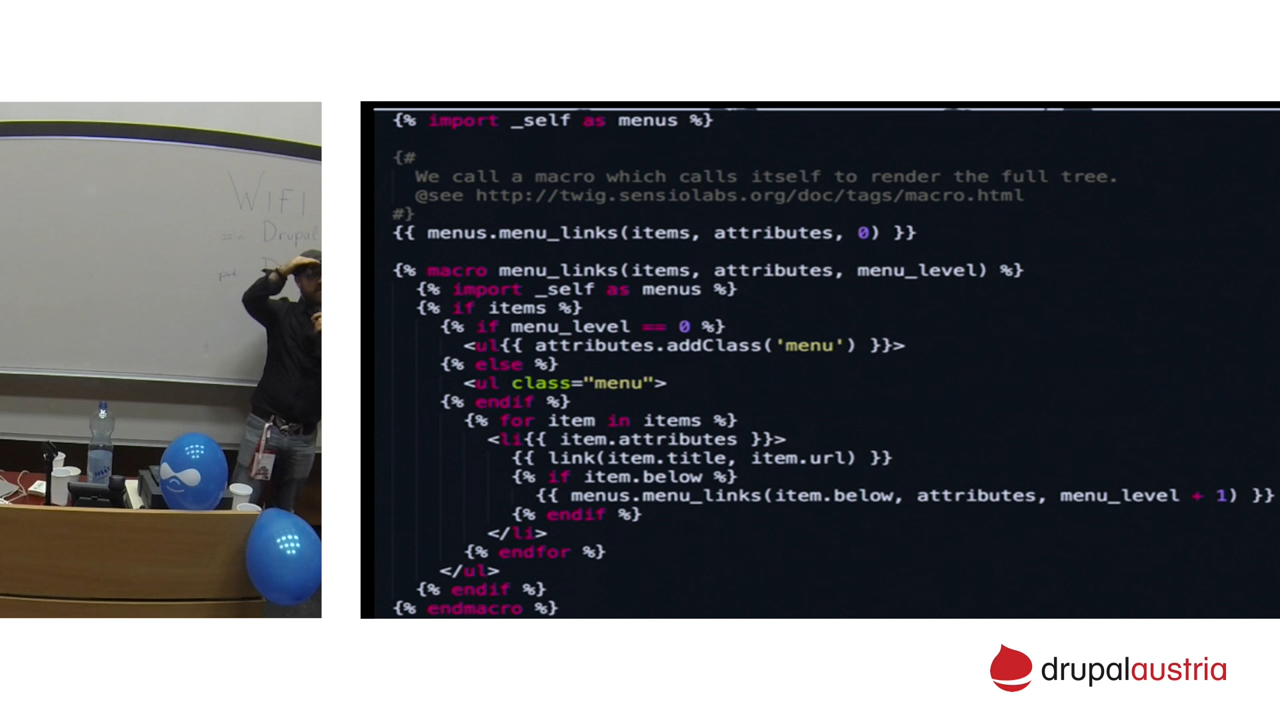 WIFI
Drupal
{% import _self as menus %}
{#
We call a macro which calls itself to render the full tree.
@see http://twig.sensiolabs.org/doc/tags/macro.html
#}
{{ menus.menu_links(items, attributes, 0) }}
{% macro menu_links(items, attributes, menu_level) %}
{% import _self as menus %}
{% if items %}
{% if menu_level == 0 %}
<ul{{ attributes.addClass('menu') }}>
{% else %}
<ul class="menu">
{% endif %}
{% for item in items %}
<li{{ item.attributes }}>
{{ link(item.title, item.url) }}
{% if item.below %}
{{ menus.menu_links(item.below, attributes, menu_level + 1) }}
{% endif %}
</li>
{% endfor %}
</ul>
{% endif %}
{% endmacro %}
drupalaustria